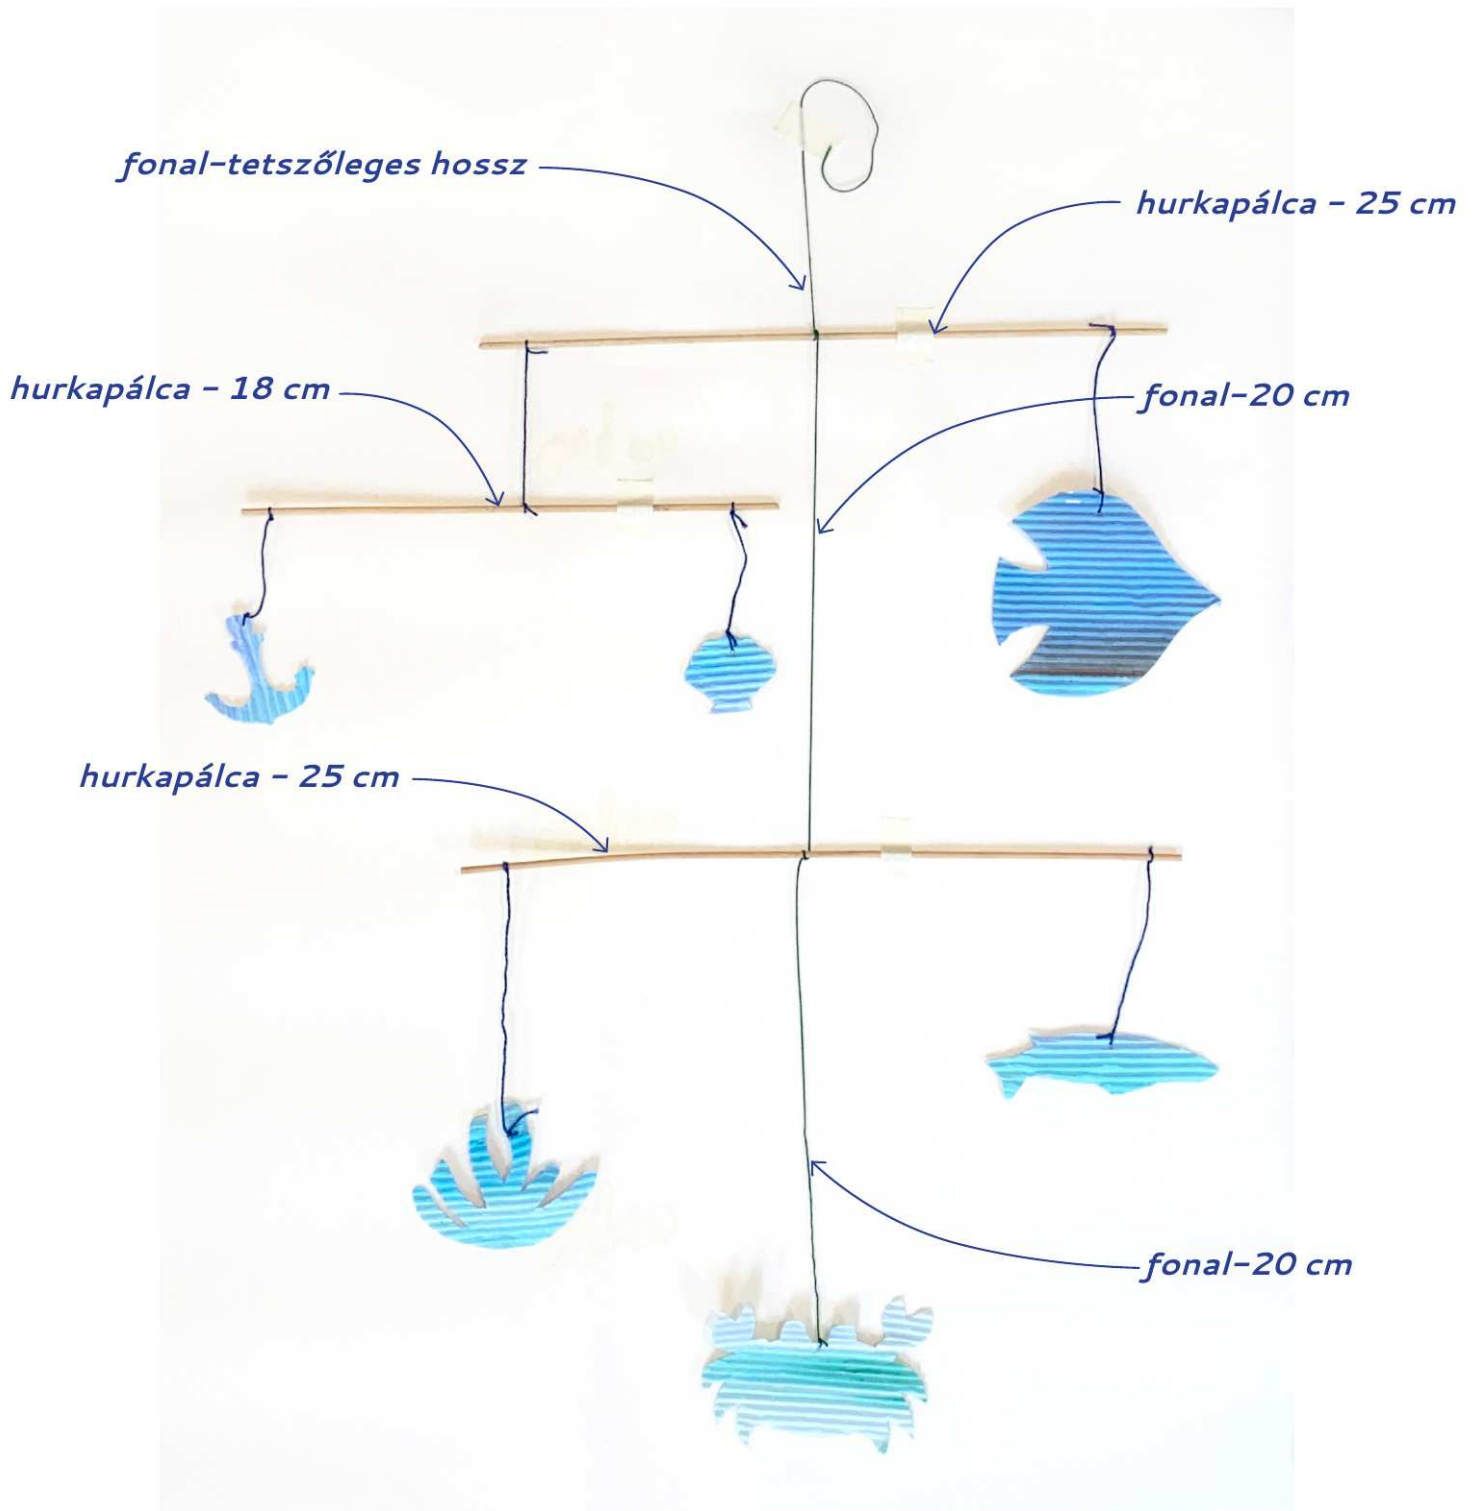 fonal-tetszőleges hossz
hurkapálca - 25 cm
hurkapálca - 18 cm
fonal-20 cm
hurkapálca - 25 cm
fonal-20 cm